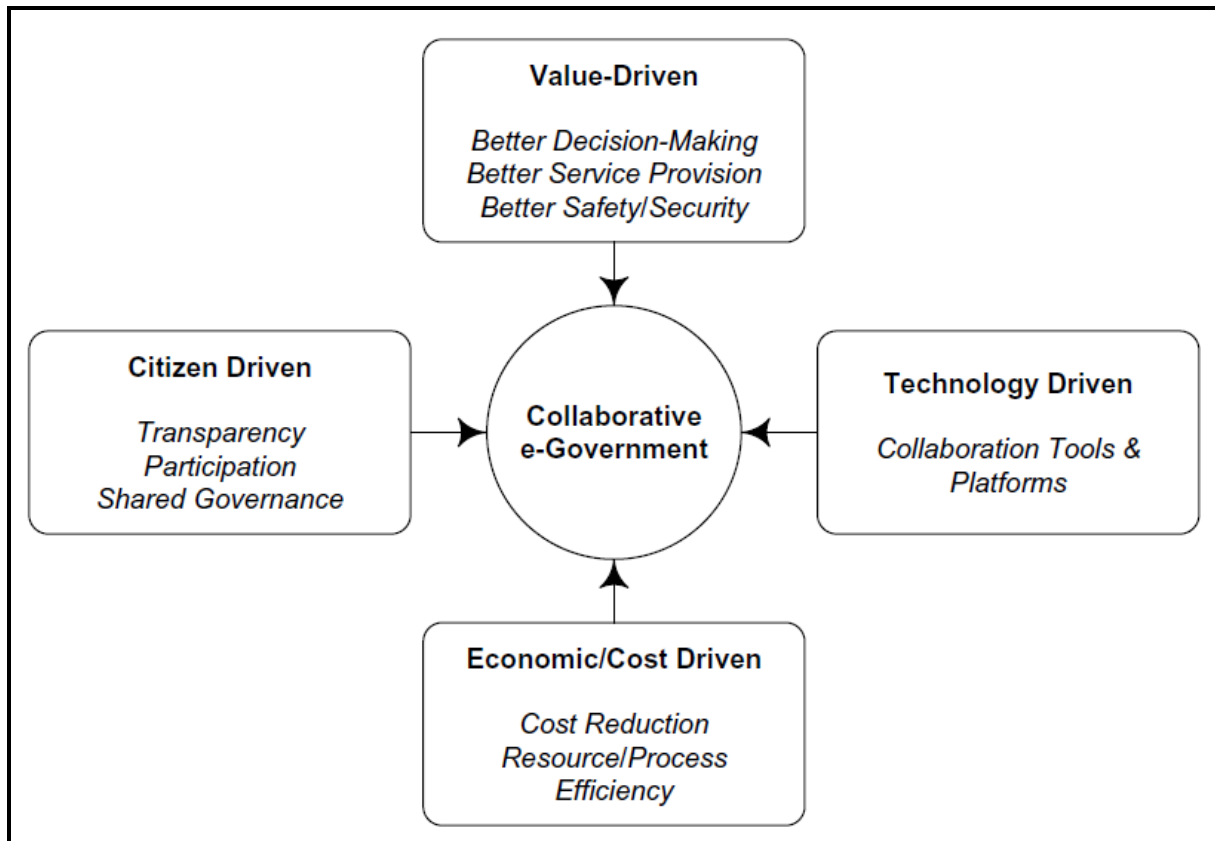 Value-Driven
Better Decision-Making
Better Service Provision
Better Safety/Security
Citizen Driven
Transparency
Participation
Shared Governance
Collaborative
e-Government
Technology Driven
Collaboration Tools &
Platforms
Economic/Cost Driven
Cost Reduction
Resource/Process
Efficiency